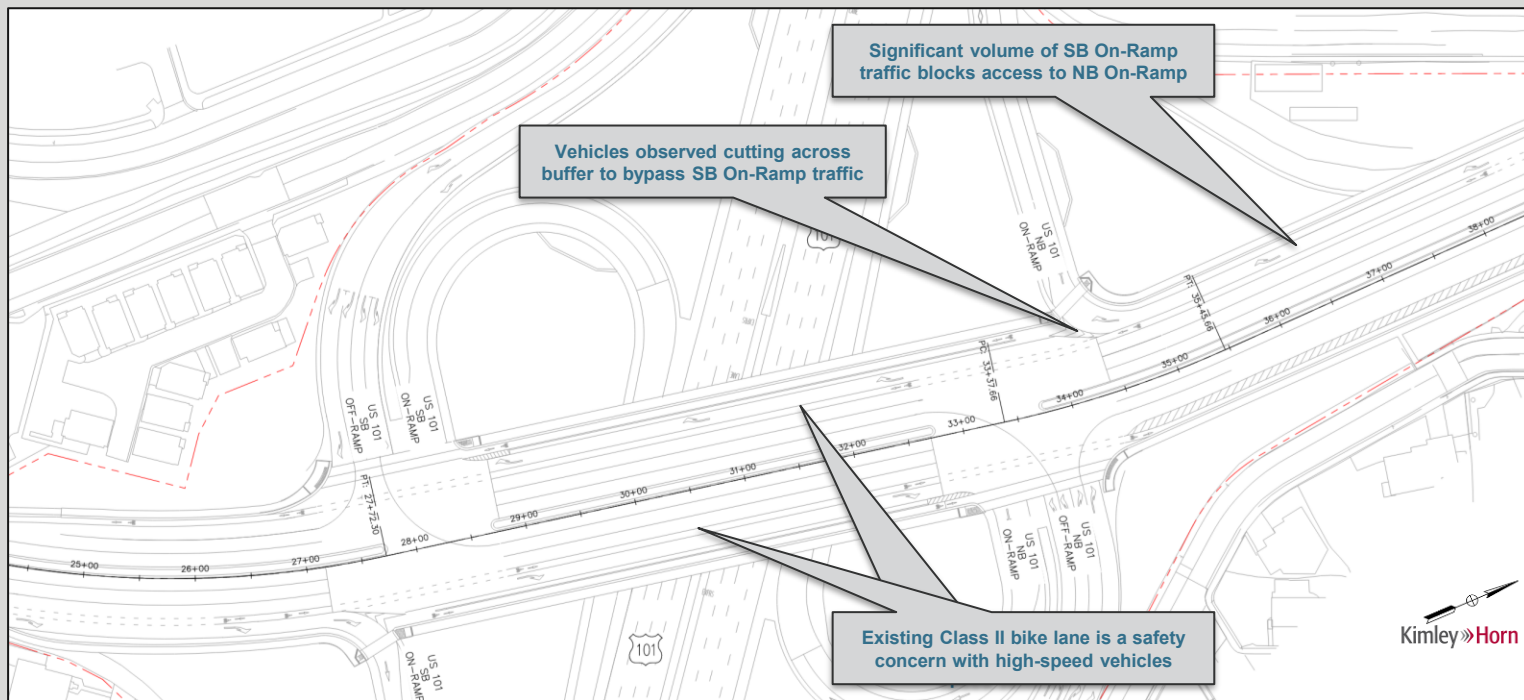 Significant volume of SB On-Ramp
traffic blocks access to NB On-Ramp
Vehicles observed cutting across
buffer to bypass SB On-Ramp traffic
101
US 101
NB
ON-RAMP
PT: 35+45.66
38+00
37+00
36+00
35+00
34+00
PC: 33+37.66
33+00
32+00
31+00
30+00
29+00
28+00
27+00
26+00
25+00
PT: 27+72.30
US 101
SB
OFF-RAMP
US 101
SB
ON-RAMP
US 101
NB
ON-RAMP
US 101
NB
OFF-RAMP
101
US 101
SB
ON-RAMP
Existing Class II bike lane is a safety
concern with high-speed vehicles
Kimley»Horn